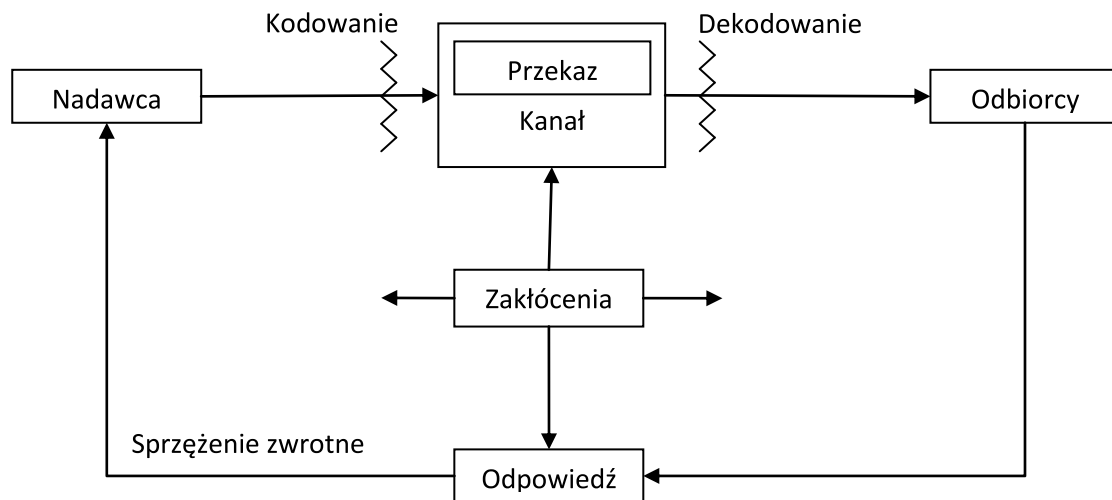 Kodowanie
Dekodowanie
Przekaz
Nadawca
Odbiorcy
Kanał
Zakłócenia
Sprzężenie zwrotne
Odpowiedź